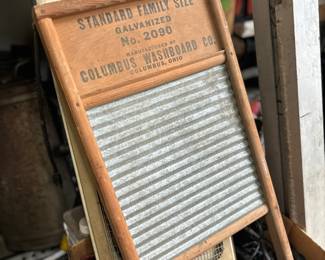 STANDARD FAMILY SIZE
GALVANIZED
No. 2090
MANUFACTURED BY
COLUMBUS WASHBOARD CO.
COLUMBUS, OHIO